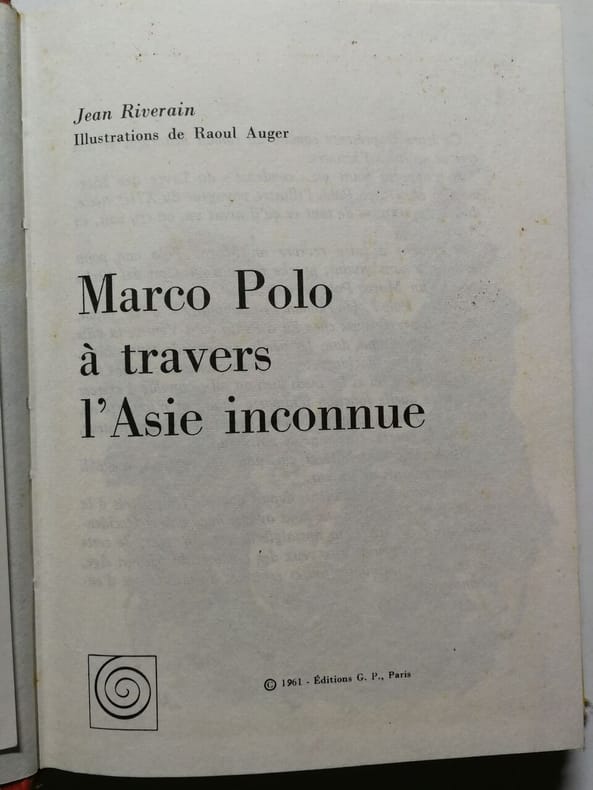 Jean Riverain
Illustrations de Raoul Auger
Marco Polo
à travers
l'Asie inconnue
© 1961 - Éditions G. P., Paris